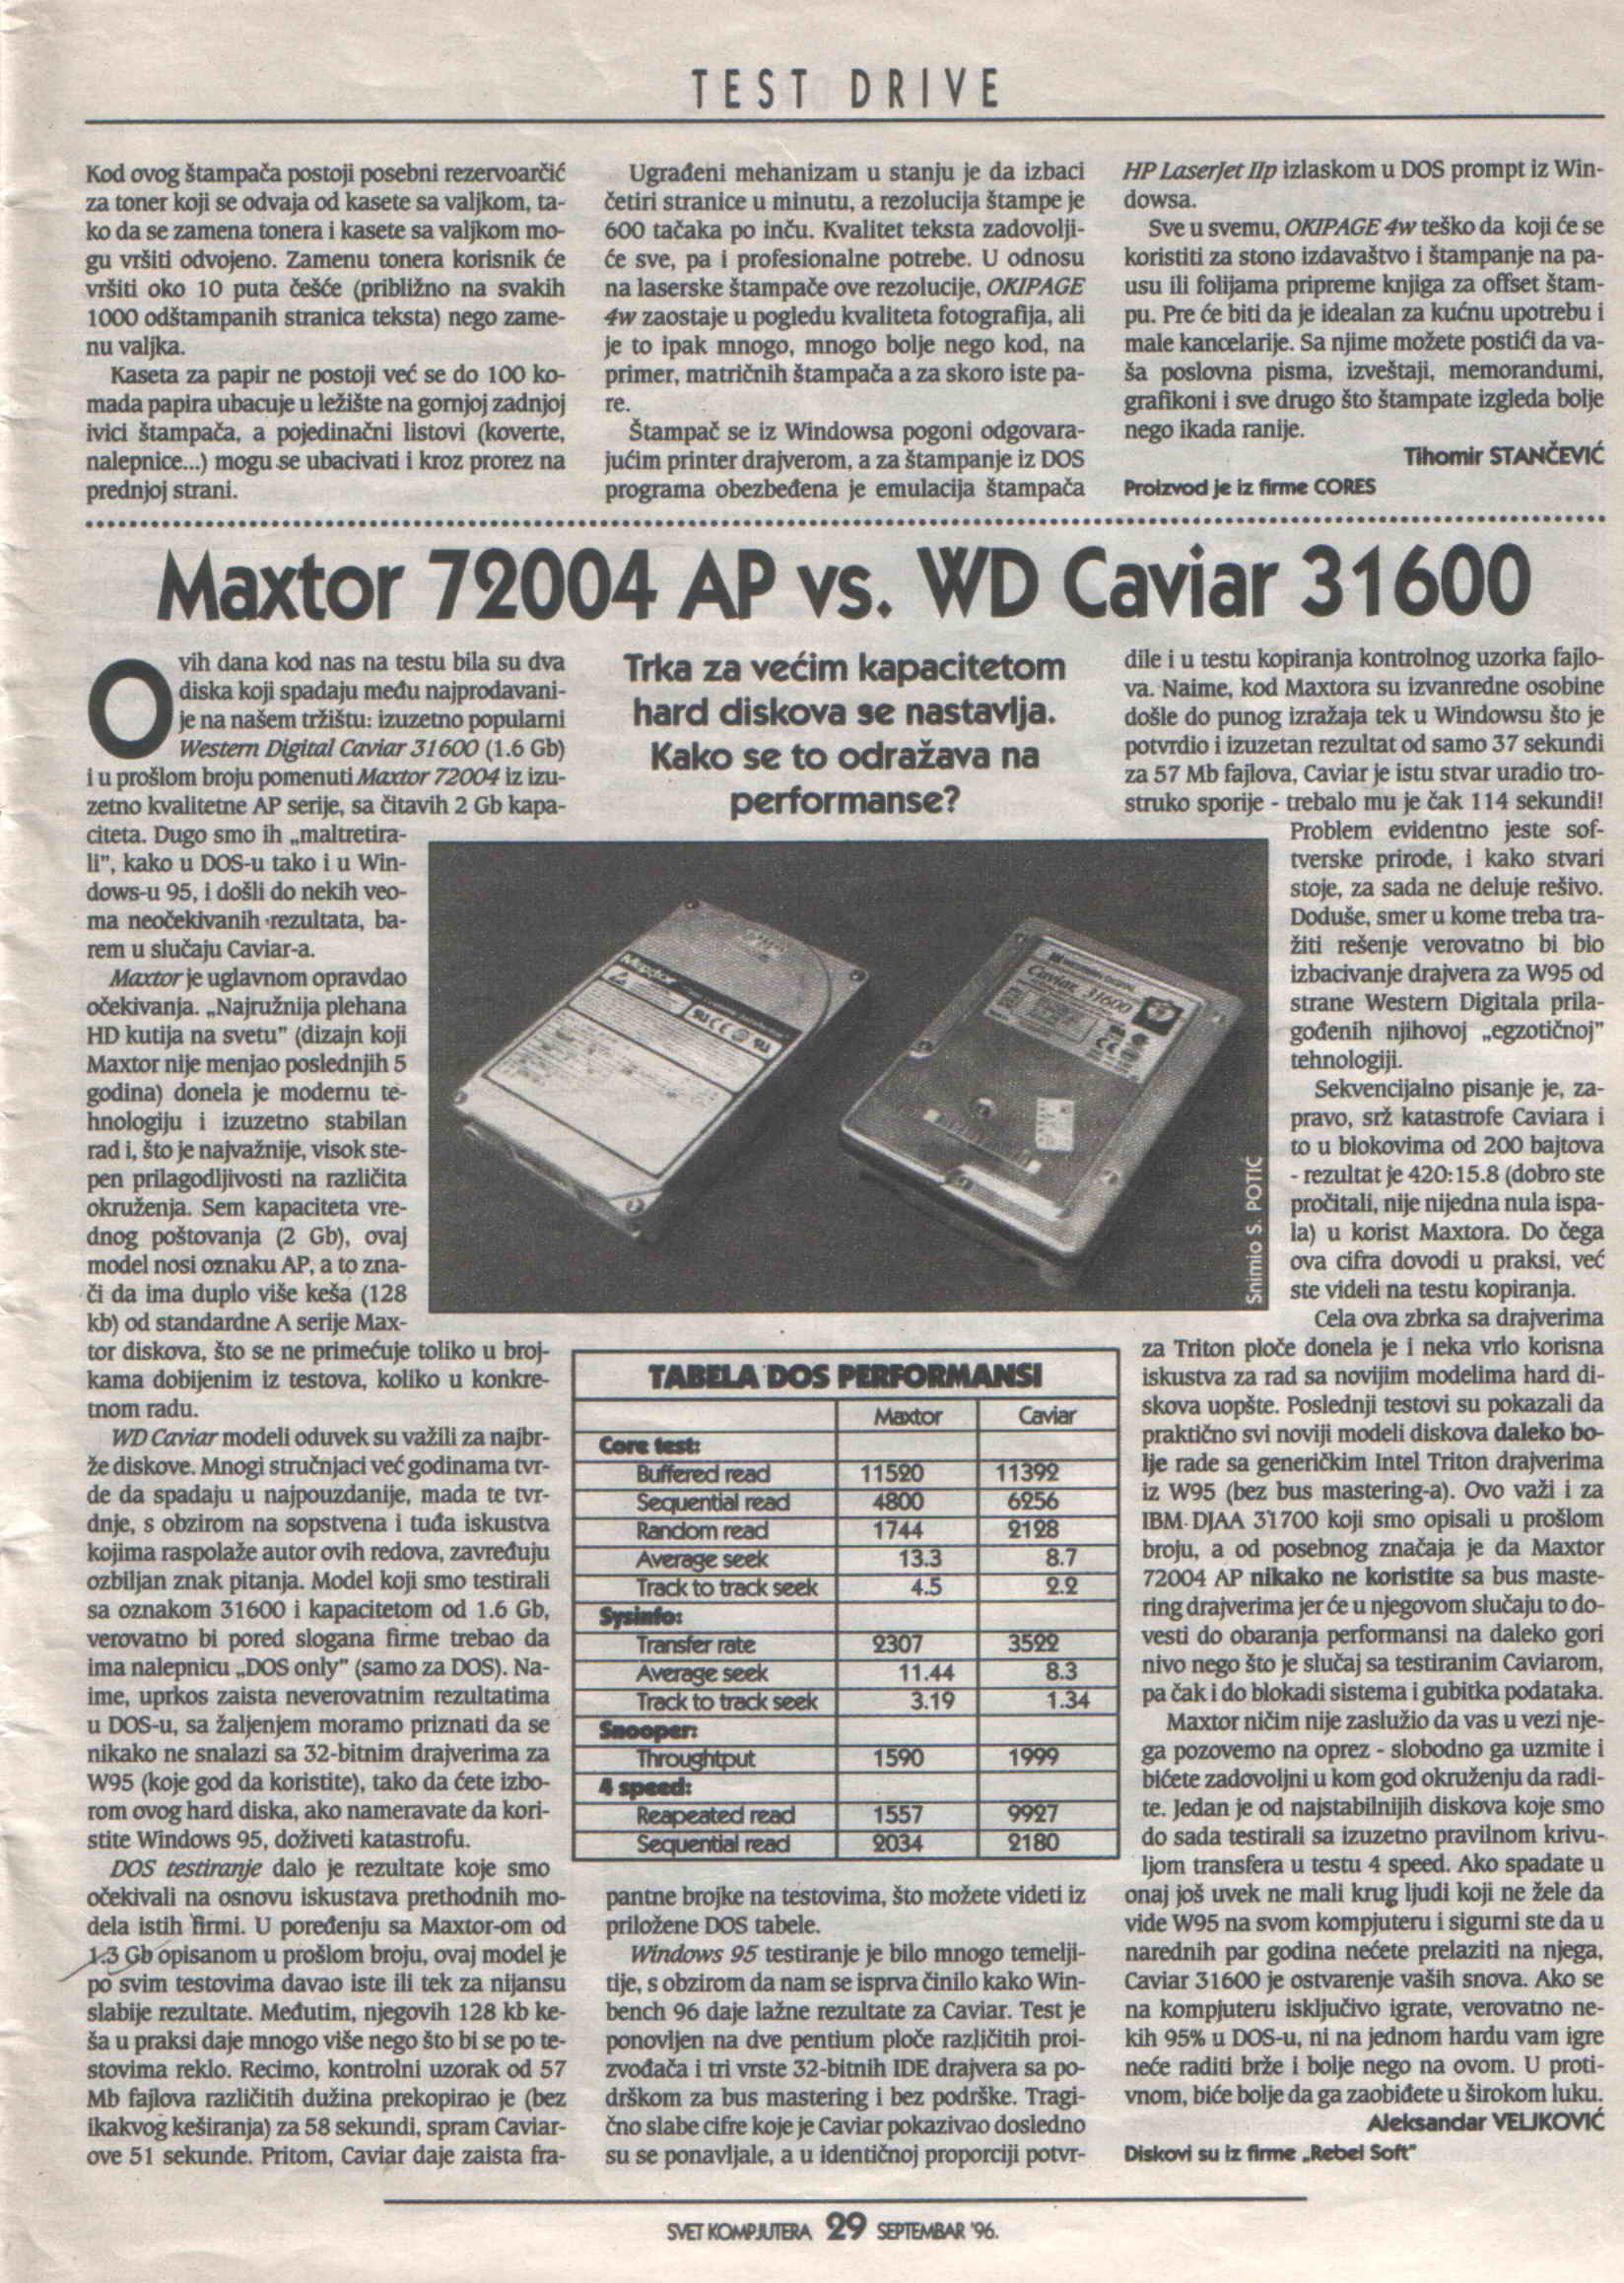 TEST DRIVE
Kod ovog štampača postoji posebni rezervoarčić
za toner koji se odvaja od kasete sa valjkom, ta-
ko da se zamena tonera i kasete sa valjkom mo-
gu vršiti odvojeno. Zamenu tonera korisnik će
vršiti oko 10 puta češće (približno na svakih
1000 odštampanih stranica teksta) nego zame-
nu valjka.
Kaseta za papir ne postoji već se do 100 ko-
mada papira ubacuje u ležište na gornjoj zadnjoj
ivici štampača, a pojedinačni listovi (koverte,
nalepnice...) mogu se ubacivati i kroz prorez na
prednjoj strani.
Ugrađeni mehanizam u stanju je da izbaci
četiri stranice u minutu, a rezolucija štampe je
600 tačaka po inču. Kvalitet teksta zadovolji-
će sve, pa i profesionalne potrebe. U odnosu
na laserske štampače ove rezolucije, OKIPAGE
4w zaostaje u pogledu kvaliteta fotografija, ali
je to ipak mnogo, mnogo bolje nego kod, na
primer, matričnih štampača a za skoro iste pa-
re.
Štampač se iz Windowsa pogoni odgovara-
jućim printer drajverom, a za štampanje iz DOS
programa obezbeđena je emulacija štampača
HP LaserJet IIp izlaskom u DOS prompt iz Win-
dowsa.
Sve u svemu, OKIPAGE 4w teško da koji će se
koristiti za stono izdavaštvo i štampanje na pa-
usu ili folijama pripreme knjiga za offset štam-
pu. Pre će biti da je idealan za kućnu upotrebu i
male kancelarije. Sa njime možete postići da va-
ša poslovna pisma, izveštaji, memorandumi,
grafikoni i sve drugo što štampate izgleda bolje
nego ikada ranije.
Tihomir STANČEVIĆ
Proizvod je iz firme CORES
Maxtor 72004 AP vs. WD Caviar 31600
Ovih dana kod nas na testu bila su dva
diska koji spadaju među najprodavani-
je na našem tržištu: izuzetno popularni
Western Digital Caviar 31600 (1.6 Gb)
i u prošlom broju pomenuti Maxtor 72004 iz izu-
zetno kvalitetne AP serije, sa čitavih 2 Gb kapa-
citeta. Dugo smo ih „maltretira-
li”, kako u DOS-u tako i u Win-
dows-u 95, i došli do nekih veo-
ma neočekivanih rezultata, ba-
rem u slučaju Caviar-a.
Maxtor je uglavnom opravdao
očekivanja. „Najružnija plehana
HD kutija na svetu” (dizajn koji
Maxtor nije menjao poslednjih 5
godina) donela je modernu te-
hnologiju i izuzetno stabilan
rad i, što je najvažnije, visok ste-
pen prilagodljivosti na različita
okruženja. Sem kapaciteta vre-
dnog poštovanja (2 Gb), ovaj
model nosi oznaku AP, a to zna-
či da ima duplo više keša (128
kb) od standardne A serije Max-
tor diskova, što se ne primećuje toliko u broj-
kama dobijenim iz testova, koliko u konkre-
tnom radu.
WD Caviar modeli oduvek su važili za najbr-
že diskove. Mnogi stručnjaci već godinama tvr-
de da spadaju u najpouzdanije, mada te tvr-
dnje, s obzirom na sopstvena i tuđa iskustva
kojima raspolaže autor ovih redova, zavređuju
ozbiljan znak pitanja. Model koji smo testirali
sa oznakom 31600 i kapacitetom od 1.6 Gb,
verovatno bi pored slogana firme trebao da
ima nalepnicu „DOS only” (samo za DOS). Na-
ime, uprkos zaista neverovatnim rezultatima
u DOS-u, sa žaljenjem moramo priznati da se
nikako ne snalazi sa 32-bitnim drajverima za
W95 (koje god da koristite), tako da ćete izbo-
rom ovog hard diska, ako nameravate da kori-
stite Windows 95, doživeti katastrofu.
DOS testiranje dalo je rezultate koje smo
očekivali na osnovu iskustava prethodnih mo-
dela istih firmi. U poređenju sa Maxtor-om od
1.3 Gb opisanom u prošlom broju, ovaj model je
po svim testovima davao iste ili tek za nijansu
slabije rezultate. Međutim, njegovih 128 kb ke-
ša u praksi daje mnogo više nego što bi se po te-
stovima reklo. Recimo, kontrolni uzorak od 57
Mb fajlova različitih dužina prekopirao je (bez
ikakvog keširanja) za 58 sekundi, spram Caviar-
ove 51 sekunde. Pritom, Caviar daje zaista fra-
Trka za većim kapacitetom
hard diskova se nastavlja.
Kako se to odražava na
performanse?
Maxtor
WESTERN DIGITAL
Caviar 31600
Snimio S. POTIĆ
TABELA DOS PERFORMANSI
Maxtor Caviar
Core test:
Buffered read 11520 11392
Sequential read 4800 6256
Random read 1744 2128
Average seek 13.3 8.7
Track to track seek 4.5 2.2
Sysinfo:
Transfer rate 2307 3522
Average seek 11.44 8.3
Track to track seek 3.19 1.34
Snooper:
Throughtput 1590 1999
4 speed:
Reapeated read 1557 9927
Sequential read 2034 2180
pantne brojke na testovima, što možete videti iz
priložene DOS tabele.
Windows 95 testiranje je bilo mnogo temelji-
tije, s obzirom da nam se isprva činilo kako Win-
bench 96 daje lažne rezultate za Caviar. Test je
ponovljen na dve pentium ploče različitih proi-
zvođača i tri vrste 32-bitnih IDE drajvera sa po-
drškom za bus mastering i bez podrške. Tragi-
čno slabe cifre koje je Caviar pokazivao dosledno
su se ponavljale, a u identičnoj proporciji potvr-
dile i u testu kopiranja kontrolnog uzorka fajlo-
va. Naime, kod Maxtora su izvanredne osobine
došle do punog izražaja tek u Windowsu što je
potvrdio i izuzetan rezultat od samo 37 sekundi
za 57 Mb fajlova, Caviar je istu stvar uradio tro-
struko sporije - trebalo mu je čak 114 sekundi!
Problem evidentno jeste sof-
tverske prirode, i kako stvari
stoje, za sada ne deluje rešivo.
Doduše, smer u kome treba tra-
žiti rešenje verovatno bi bio
izbacivanje drajvera za W95 od
strane Western Digitala prila-
gođenih njihovoj „egzotičnoj”
tehnologiji.
Sekvencijalno pisanje je, za-
pravo, srž katastrofe Caviara i
to u blokovima od 200 bajtova
- rezultat je 420:15.8 (dobro ste
pročitali, nije nijedna nula ispa-
la) u korist Maxtora. Do čega
ova cifra dovodi u praksi, već
ste videli na testu kopiranja.
Cela ova zbrka sa drajverima
za Triton ploče donela je i neka vrlo korisna
iskustva za rad sa novijim modelima hard di-
skova uopšte. Poslednji testovi su pokazali da
praktično svi noviji modeli diskova daleko bo-
lje rade sa generičkim Intel Triton drajverima
iz W95 (bez bus mastering-a). Ovo važi i za
IBM DJAA 31700 koji smo opisali u prošlom
broju, a od posebnog značaja je da Maxtor
72004 AP nikako ne koristite sa bus maste-
ring drajverima jer će u njegovom slučaju to do-
vesti do obaranja performansi na daleko gori
nivo nego što je slučaj sa testiranim Caviarom,
pa čak i do blokadi sistema i gubitka podataka.
Maxtor ničim nije zaslužio da vas u vezi nje-
ga pozovemo na oprez - slobodno ga uzmite i
bićete zadovoljni u kom god okruženju da radi-
te. Jedan je od najstabilnijih diskova koje smo
do sada testirali sa izuzetno pravilnom krivu-
ljom transfera u testu 4 speed. Ako spadate u
onaj još uvek ne mali krug ljudi koji ne žele da
vide W95 na svom kompjuteru i sigurni ste da u
narednih par godina nećete prelaziti na njega,
Caviar 31600 je ostvarenje vaših snova. Ako se
na kompjuteru isključivo igrate, verovatno ne-
kih 95% u DOS-u, ni na jednom hardu vam igre
neće raditi brže i bolje nego na ovom. U proti-
vnom, biće bolje da ga zaobiđete u širokom luku.
Aleksandar VELJKOVIĆ
Diskovi su iz firme „Rebel Soft”
SVET KOMPJUTERA 29 SEPTEMBAR '96.